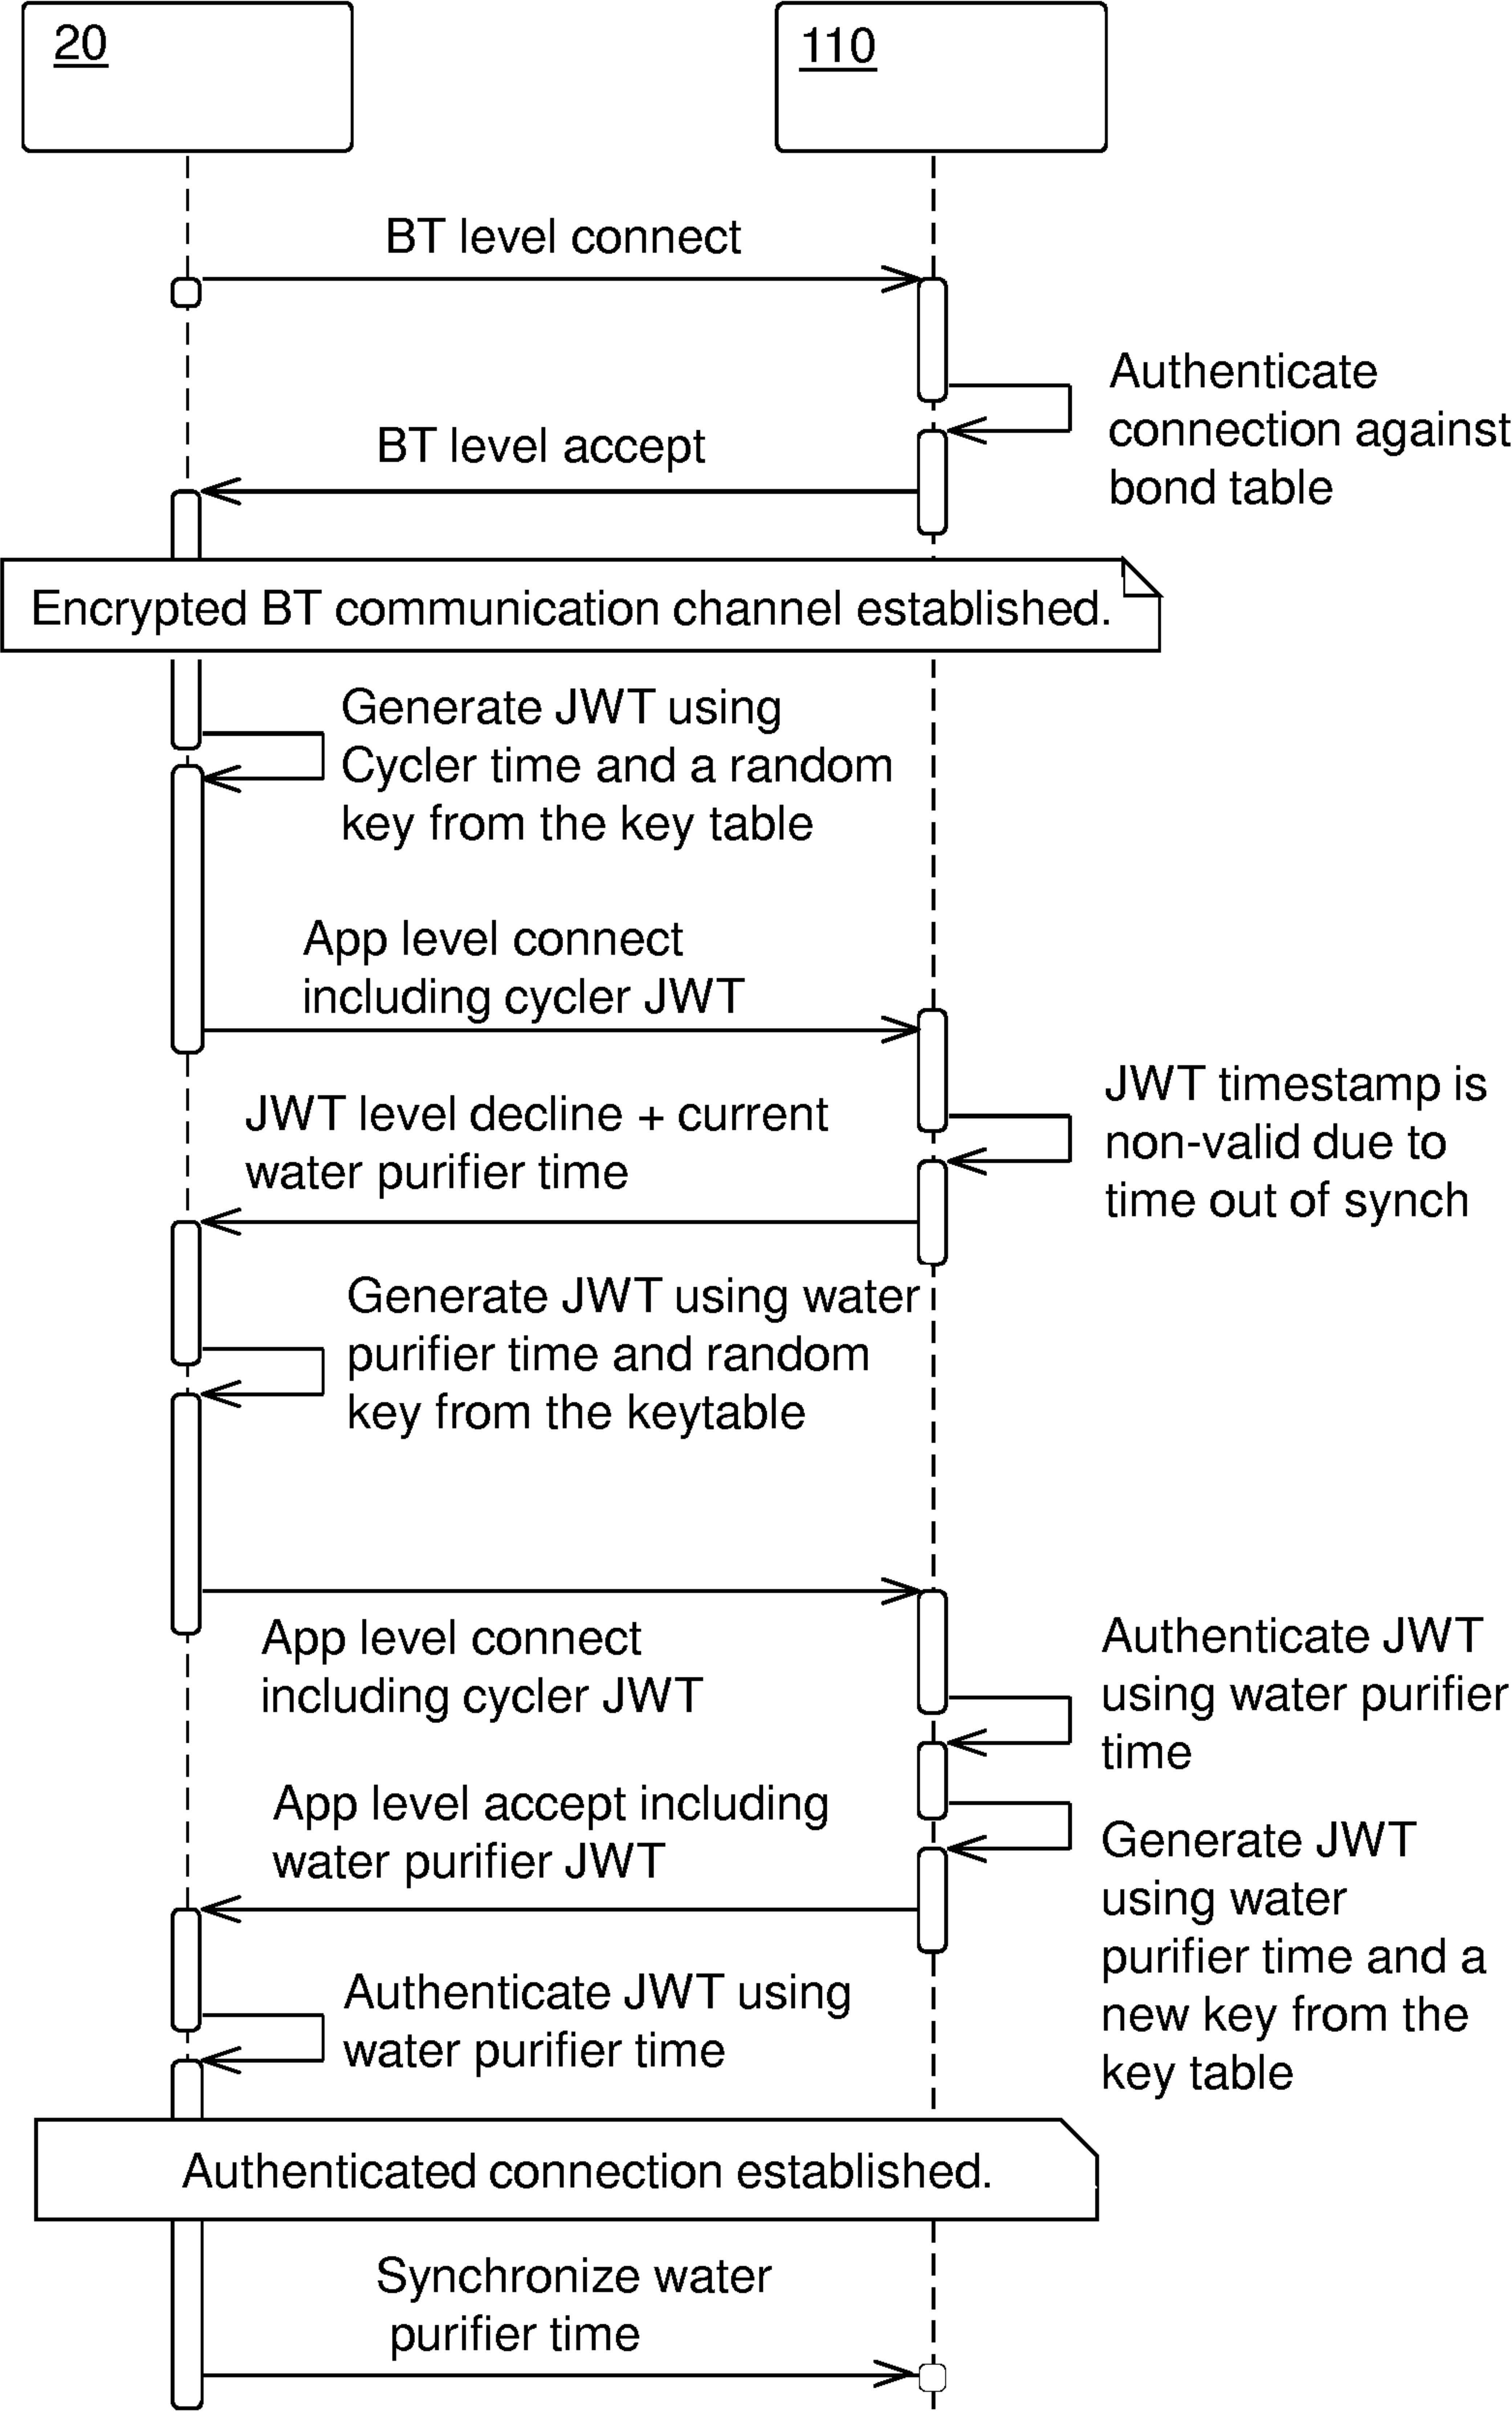 20
110
BT level connect
Authenticate
connection against
bond table
BT level accept
Encrypted BT communication channel established.
Generate JWT using
Cycler time and a random
key from the key table
App level connect
including cycler JWT
JWT timestamp is
non-valid due to
time out of synch
JWT level decline + current
water purifier time
Generate JWT using water
purifier time and random
key from the keytable
App level connect
including cycler JWT
Authenticate JWT
using water purifier
time
App level accept including
water purifier JWT
Generate JWT
using water
purifier time and a
new key from the
key table
Authenticate JWT using
water purifier time
Authenticated connection established.
Synchronize water
purifier time